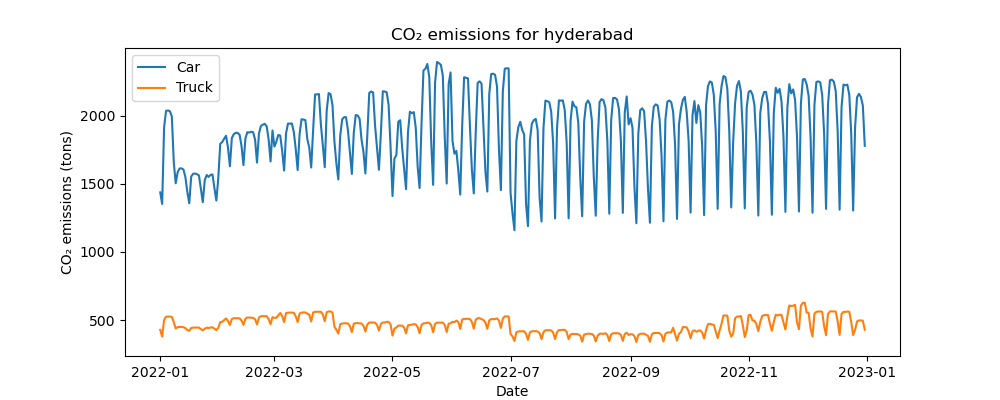 CO₂ emissions for hyderabad
Car
Truck
CO₂ emissions (tons)
2000
1500
1000
500
2022-01 2022-03 2022-05 2022-07 2022-09 2022-11 2023-01
Date